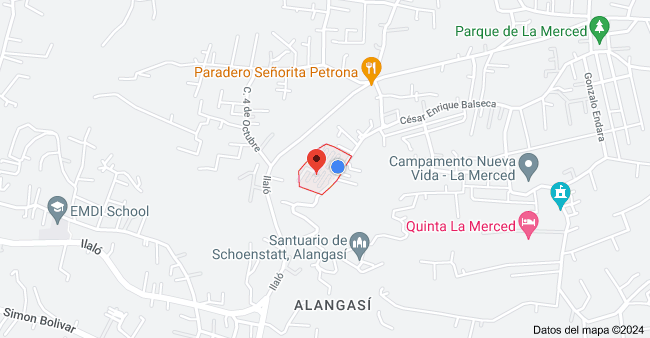 Parque de La Merced
Paradero Señorita Petrona
C. 4 de Octubre
César Enrique Balseca
Gonzalo Endara
Ilaló
Campamento Nueva
Vida - La Merced
EMDI School
Quinta La Merced
Ilaló
Santuario de
Schoenstatt, Alangasí
Ilaló
ALANGASÍ
Simon Bolivar
Datos del mapa ©2024